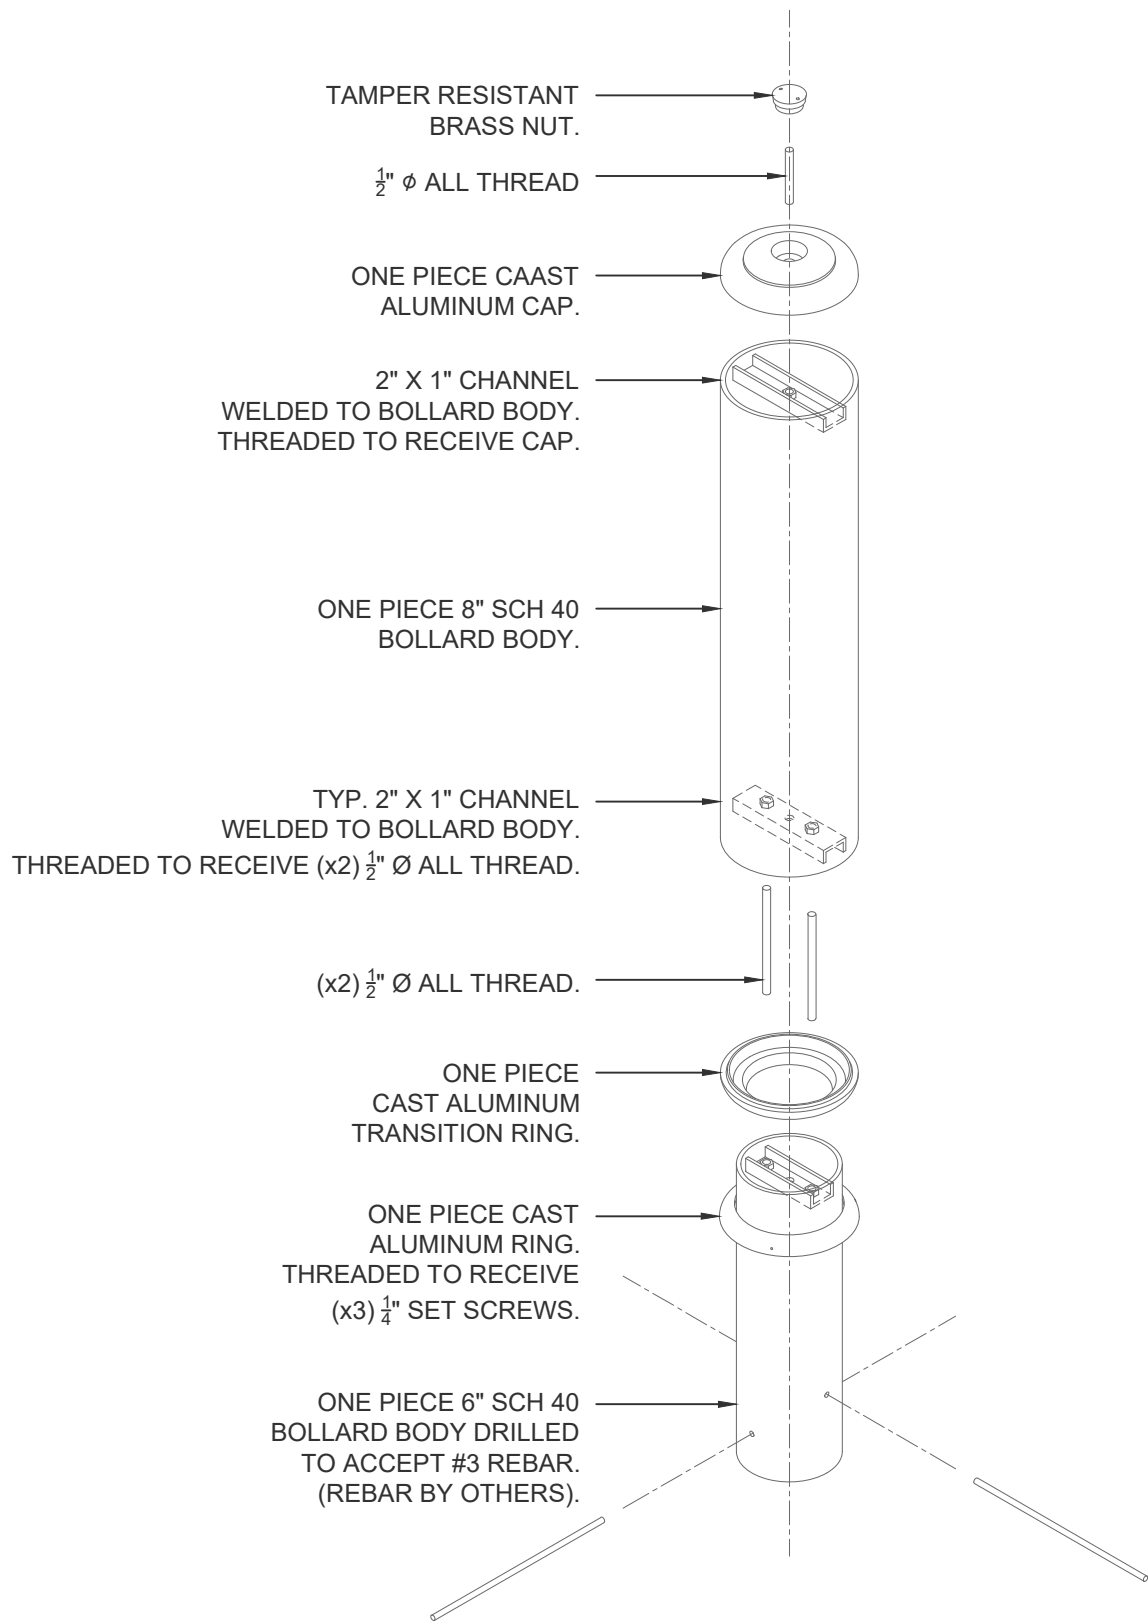 TAMPER RESISTANT
BRASS NUT.
½" ϕ ALL THREAD
ONE PIECE CAAST
ALUMINUM CAP.
2" X 1" CHANNEL
WELDED TO BOLLARD BODY.
THREADED TO RECEIVE CAP.
ONE PIECE 8" SCH 40
BOLLARD BODY.
TYP. 2" X 1" CHANNEL
WELDED TO BOLLARD BODY.
THREADED TO RECEIVE (x2) ½" Ø ALL THREAD.
(x2) ½" Ø ALL THREAD.
ONE PIECE
CAST ALUMINUM
TRANSITION RING.
ONE PIECE CAST
ALUMINUM RING.
THREADED TO RECEIVE
(x3) ¼" SET SCREWS.
ONE PIECE 6" SCH 40
BOLLARD BODY DRILLED
TO ACCEPT #3 REBAR.
(REBAR BY OTHERS).